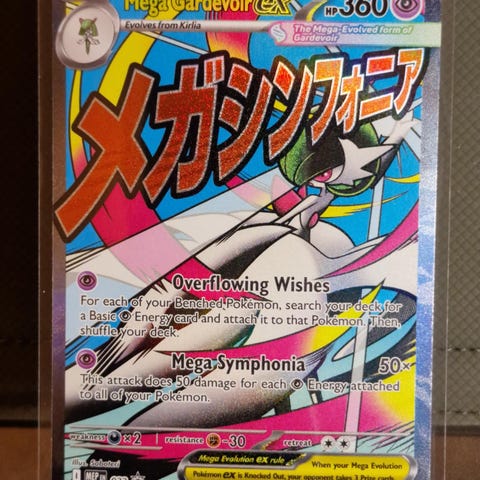 Mega Gardevoir ex HP 360
Evolves from Kirlia
The Mega-Evolved form of
Gardevoir
メガシンフォニア
Overflowing Wishes
For each of your Benched Pokémon, search your deck for
a Basic Energy card and attach it to that Pokémon. Then,
shuffle your deck.
Mega Symphonia 50×
This attack does 50 damage for each Energy attached
to all of your Pokémon.
weakness ×2 resistance -30 retreat
Illus. Saboteri
Mega Evolution ex rule
When your Mega Evolution
Pokémon ex is Knocked Out, your opponent takes 3 Prize cards.
MEP EN